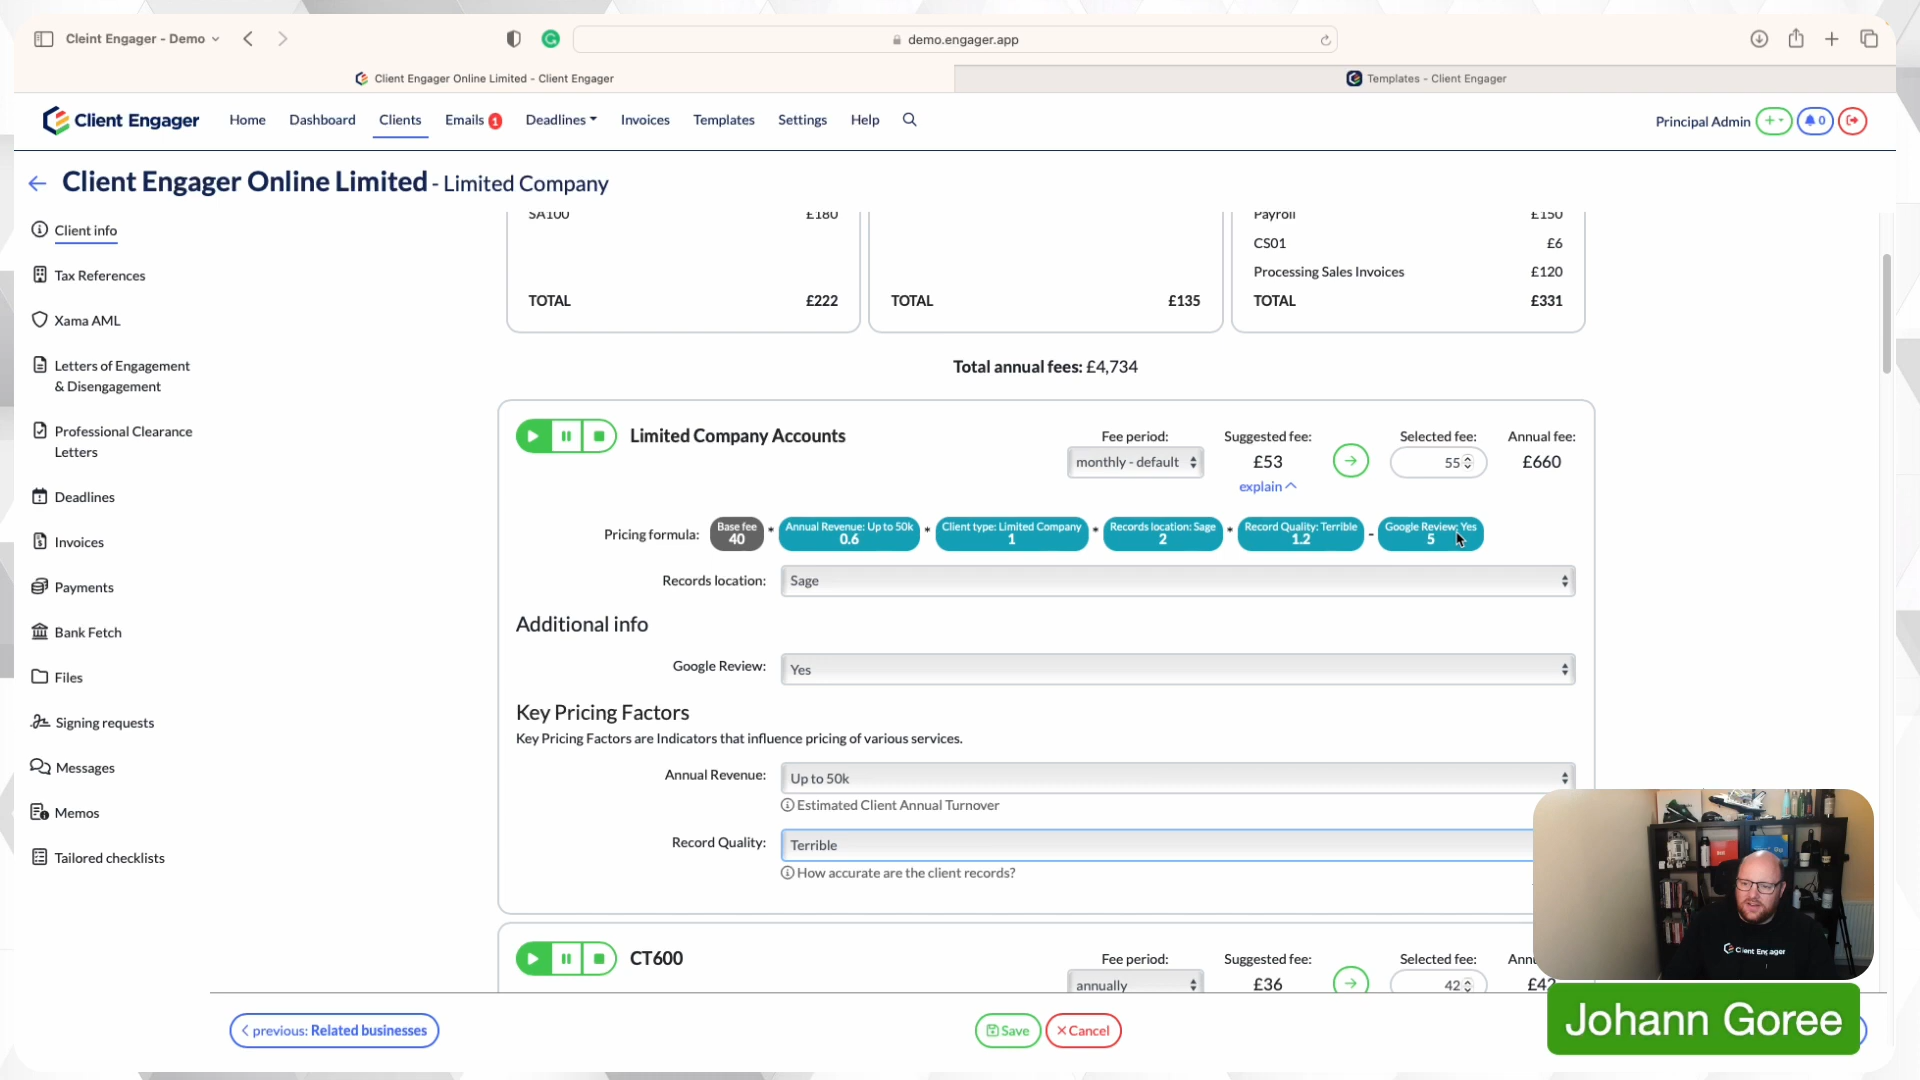 Cleint Engager - Demo
demo.engager.app
Client Engager Online Limited - Client Engager
Templates - Client Engager
Client Engager
Home
Dashboard
Clients
Emails 1
Deadlines
Invoices
Templates
Settings
Help
Principal Admin
+
0
Client Engager Online Limited - Limited Company
Client info
Tax References
Xama AML
Letters of Engagement
& Disengagement
Professional Clearance
Letters
Deadlines
Invoices
Payments
Bank Fetch
Files
Signing requests
Messages
Memos
Tailored checklists
SA100 £180
TOTAL £222
TOTAL £135
Payroll £150
CS01 £6
Processing Sales Invoices £120
TOTAL £331
Total annual fees: £4,734
Limited Company Accounts
Fee period:
monthly - default
Suggested fee:
£53
explain
Selected fee:
55
Annual fee:
£660
Pricing formula:
Base fee
40
*
Annual Revenue: Up to 50k
0.6
*
Client type: Limited Company
1
*
Records location: Sage
2
*
Record Quality: Terrible
1.2
-
Google Review: Yes
5
Records location: Sage
Additional info
Google Review: Yes
Key Pricing Factors
Key Pricing Factors are Indicators that influence pricing of various services.
Annual Revenue: Up to 50k
Estimated Client Annual Turnover
Record Quality: Terrible
How accurate are the client records?
CT600
Fee period:
annually
Suggested fee:
£36
Selected fee:
42
£42
previous: Related businesses
Save
Cancel
Client Engager
Johann Goree